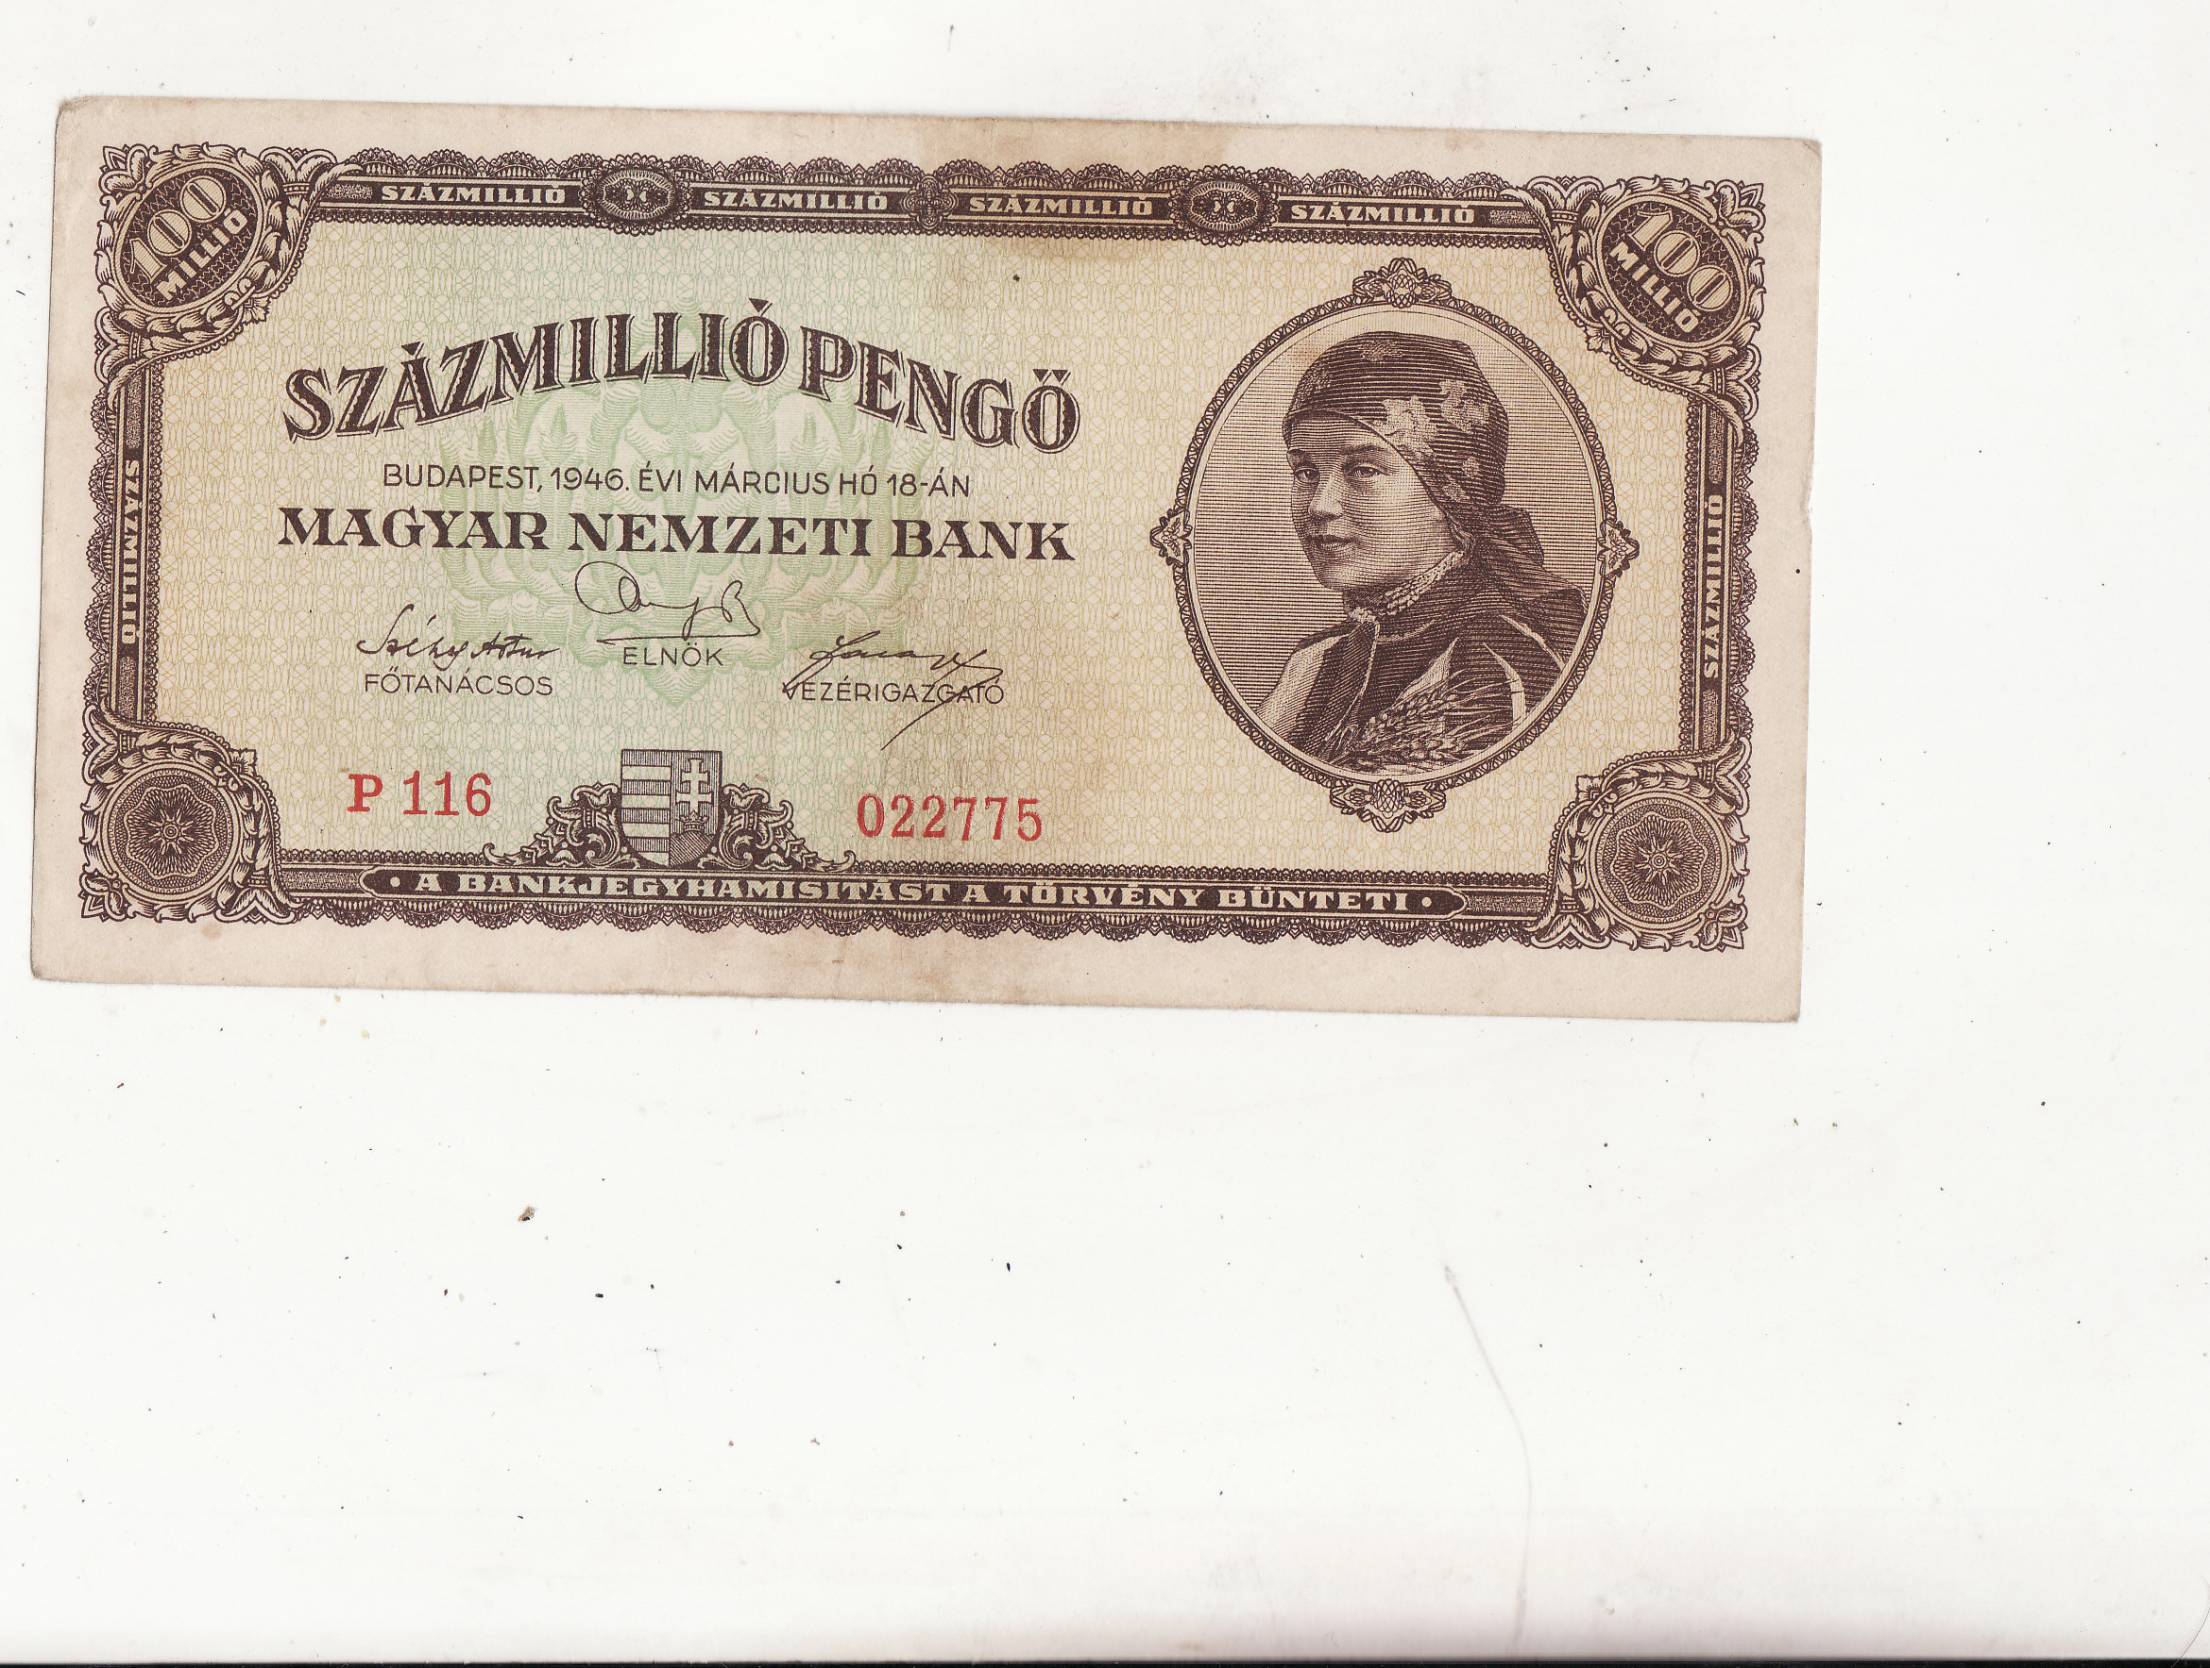 100 MILLIÓ
SZÁZMILLIÓ SZÁZMILLIÓ SZÁZMILLIÓ SZÁZMILLIÓ
100 MILLIÓ
SZÁZMILLIÓ PENGŐ
BUDAPEST, 1946. ÉVI MÁRCIUS HÓ 18-ÁN
MAGYAR NEMZETI BANK
ELNÖK
FŐTANÁCSOS
VEZÉRIGAZGATÓ
P 116
022775
SZÁZMILLIÓ
SZÁZMILLIÓ
· A BANKJEGYHAMISITÁST A TÖRVÉNY BÜNTETI ·